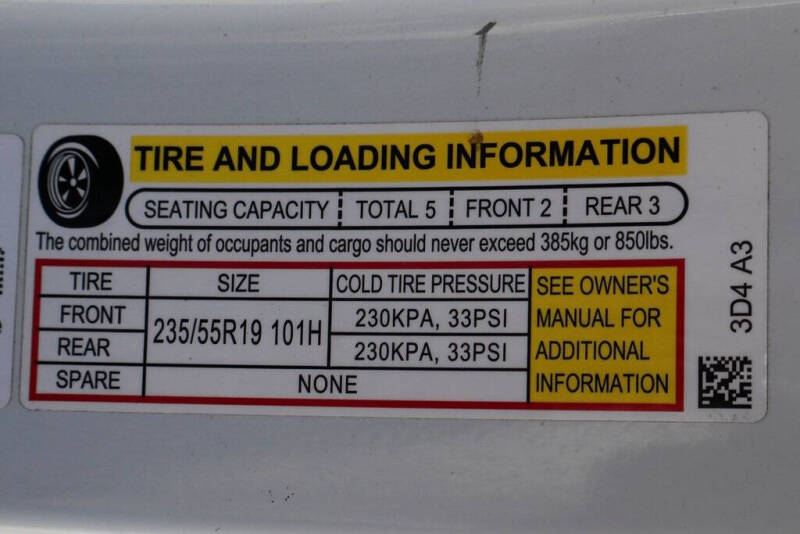 TIRE AND LOADING INFORMATION
SEATING CAPACITY TOTAL 5 FRONT 2 REAR 3
The combined weight of occupants and cargo should never exceed 385kg or 850lbs.
TIRE SIZE COLD TIRE PRESSURE
FRONT 235/55R19 101H 230KPA, 33PSI
REAR 230KPA, 33PSI
SPARE NONE
SEE OWNER'S
MANUAL FOR
ADDITIONAL
INFORMATION
3D4 A3